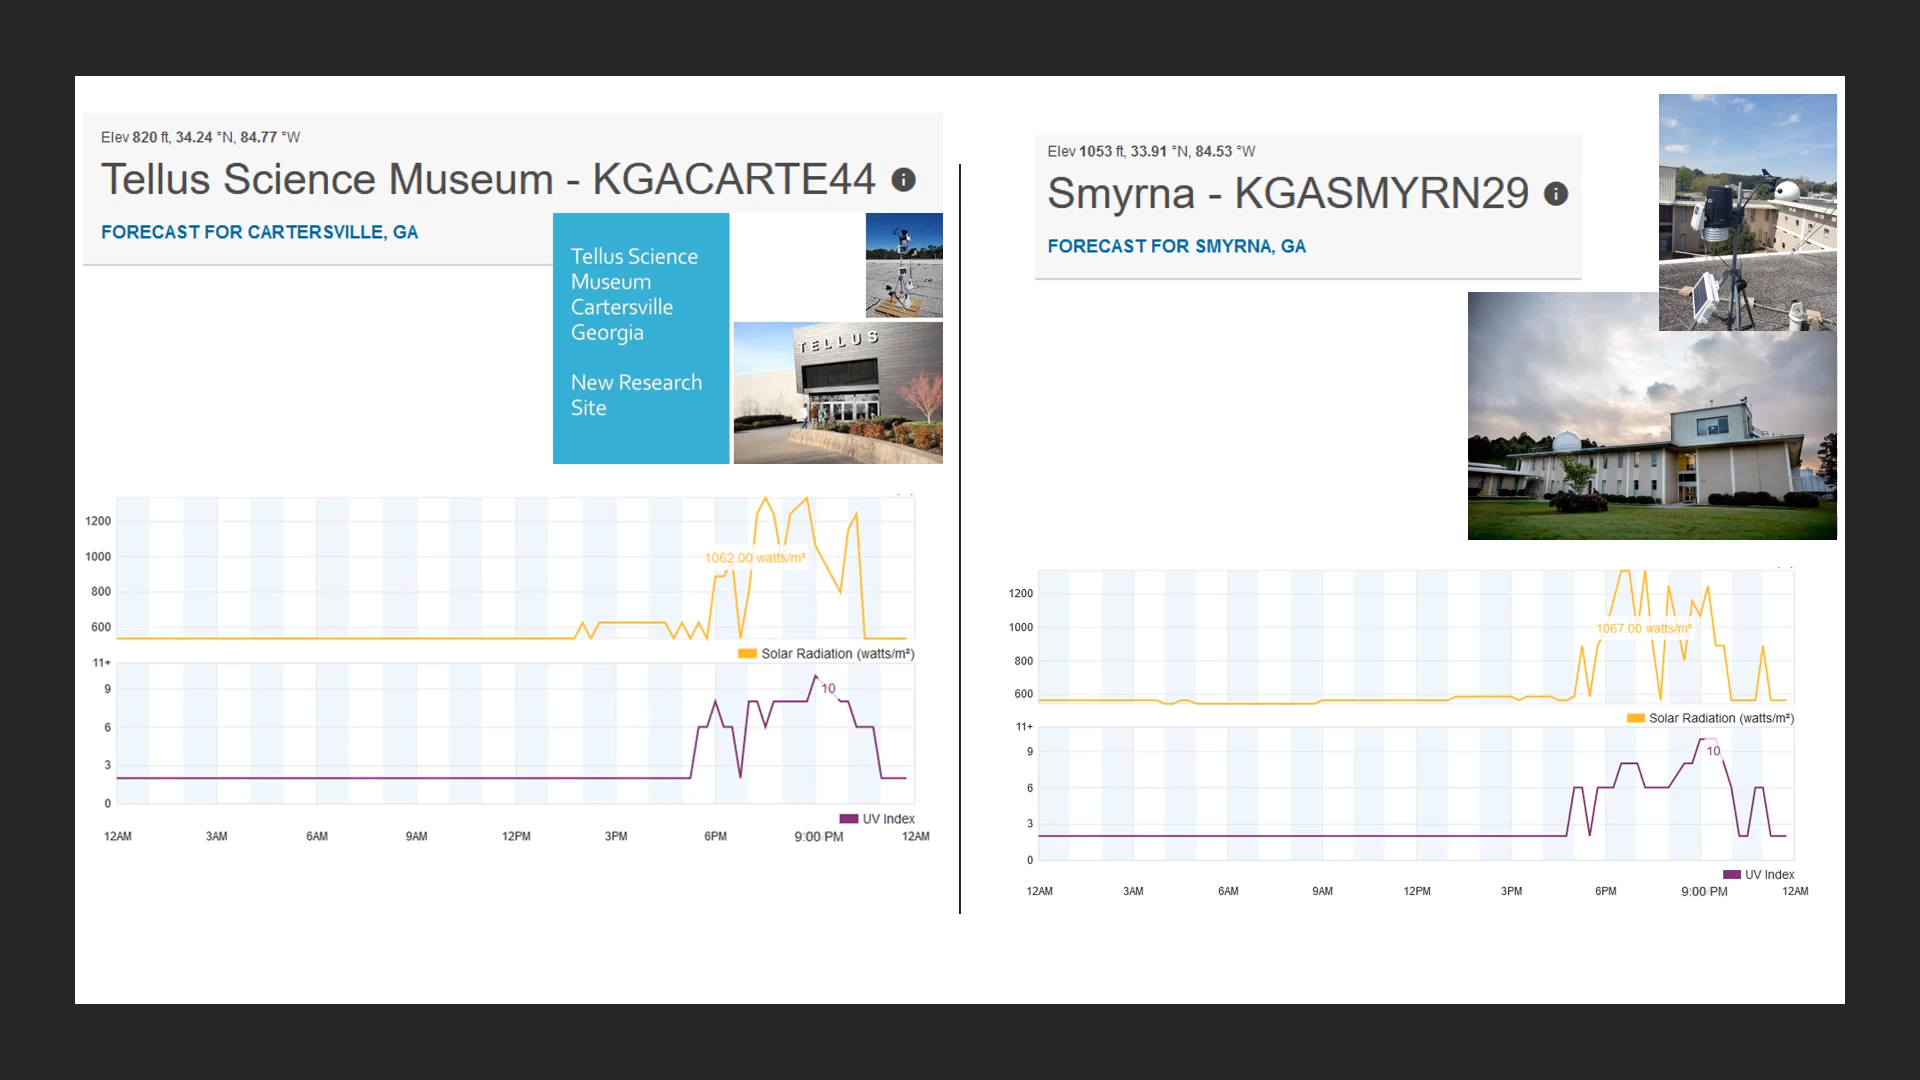 Elev 820 ft, 34.24 °N, 84.77 °W
Tellus Science Museum - KGACARTE44
FORECAST FOR CARTERSVILLE, GA
Tellus Science
Museum
Cartersville
Georgia
New Research
Site
TELLUS
1200
1000
800
600
1062.00 watts/m²
Solar Radiation (watts/m²)
11+
9
6
3
0
10
UV Index
12AM 3AM 6AM 9AM 12PM 3PM 6PM 9:00 PM 12AM
Elev 1053 ft, 33.91 °N, 84.53 °W
Smyrna - KGASMYRN29
FORECAST FOR SMYRNA, GA
1200
1000
800
600
1067.00 watts/m²
Solar Radiation (watts/m²)
11+
9
6
3
0
10
UV Index
12AM 3AM 6AM 9AM 12PM 3PM 6PM 9:00 PM 12AM